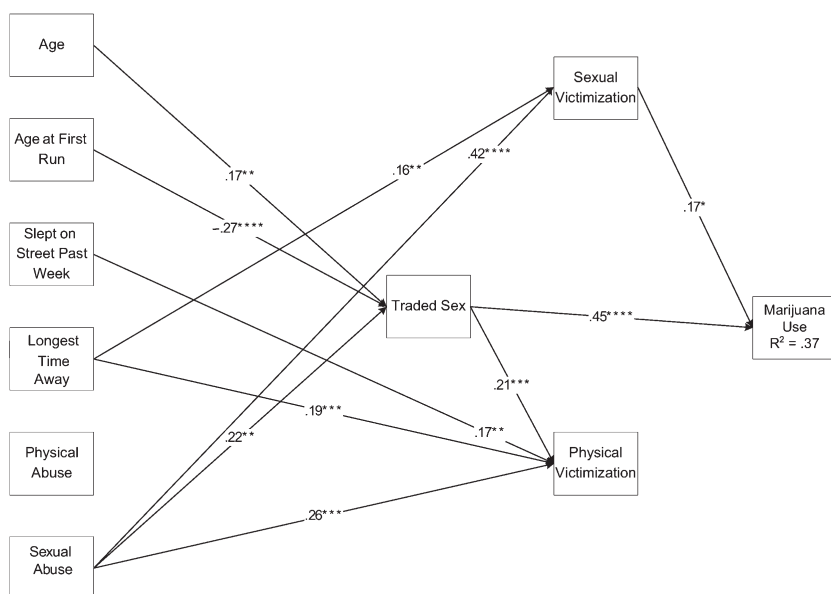 Age
Age at First
Run
Slept on
Street Past
Week
Longest
Time
Away
Physical
Abuse
Sexual
Abuse
.17**
–.27****
.16**
.42****
.22**
.19***
.17**
.26***
Traded Sex
.45****
.21***
Sexual
Victimization
.17*
Physical
Victimization
Marijuana
Use
R² = .37